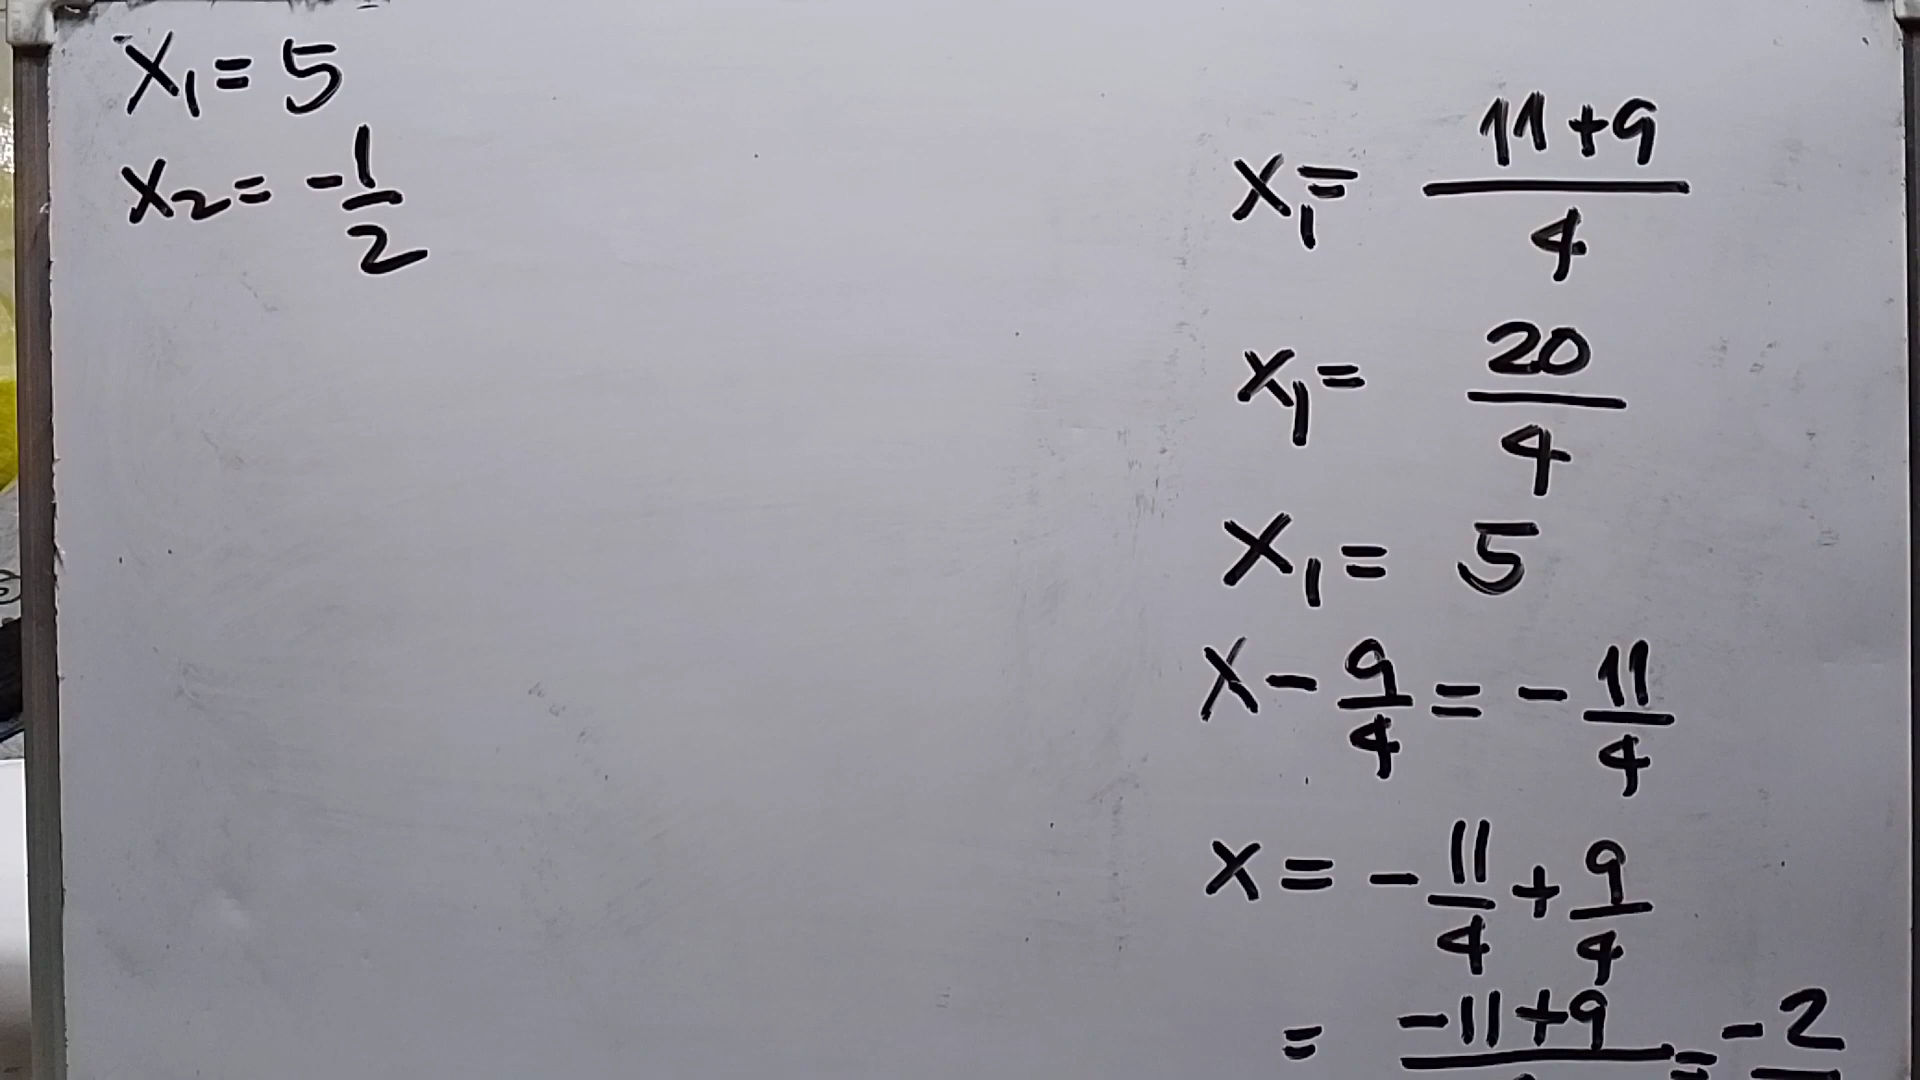 X₁ = 5
X₂ = -1/2
X₁ = (11+9)/4
X₁ = 20/4
X₁ = 5
X - 9/4 = - 11/4
X = - 11/4 + 9/4
= -11+9 = -2